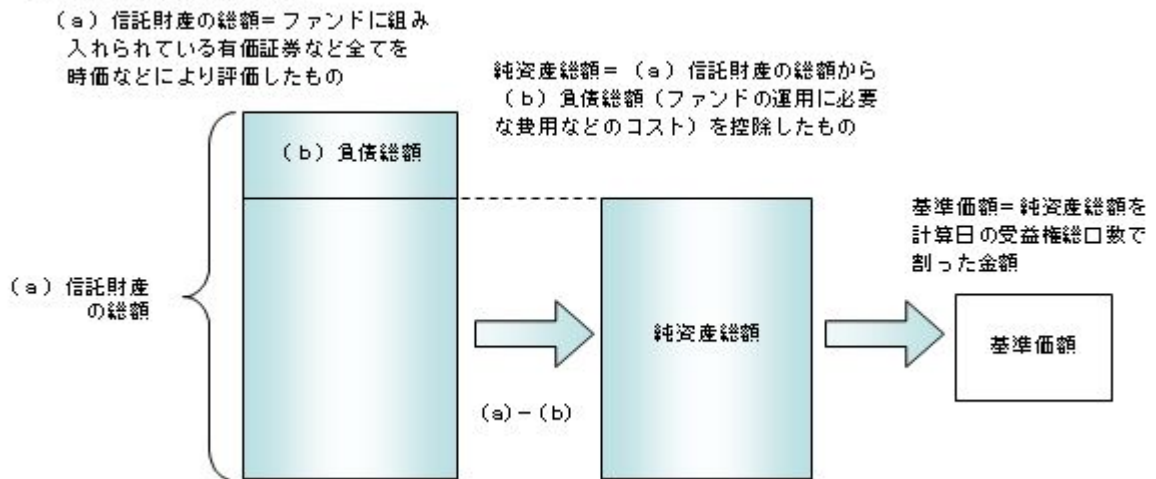 （a）信託財産の総額＝ファンドに組み
入れられている有価証券など全てを
時価などにより評価したもの
純資産総額＝（a）信託財産の総額から
（b）負債総額（ファンドの運用に必要
な費用などのコスト）を控除したもの
（b）負債総額
基準価額＝純資産総額を
計算日の受益権総口数で
割った金額
（a）信託財産
の総額
純資産総額
基準価額
（a）－（b）